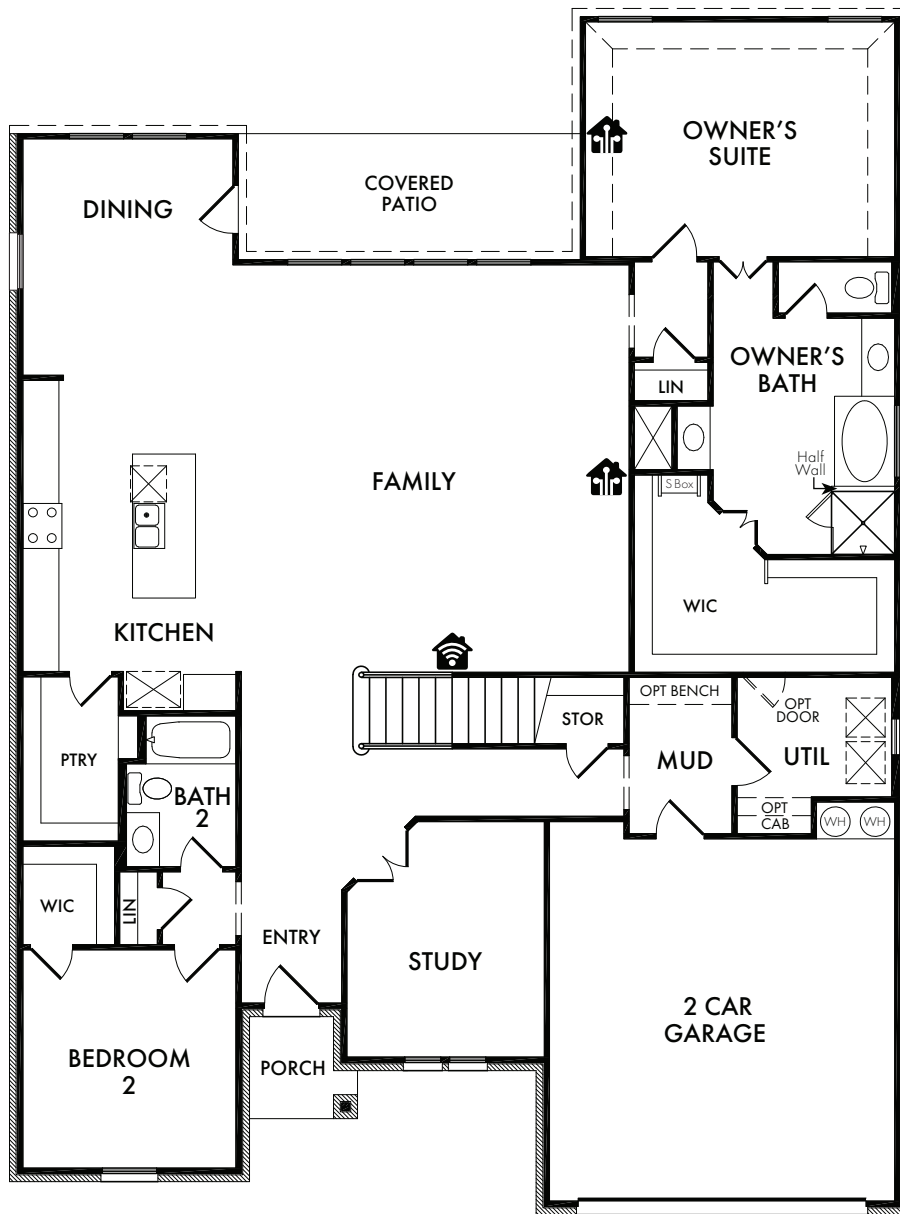 OWNER'S
SUITE
COVERED
PATIO
DINING
OWNER'S
BATH
LIN
Half
Wall
FAMILY
S Box
WIC
KITCHEN
OPT BENCH
OPT
DOOR
STOR
PTRY
MUD
UTIL
BATH
2
OPT
CAB
WH
WH
WIC
LIN
ENTRY
STUDY
2 CAR
GARAGE
BEDROOM
2
PORCH